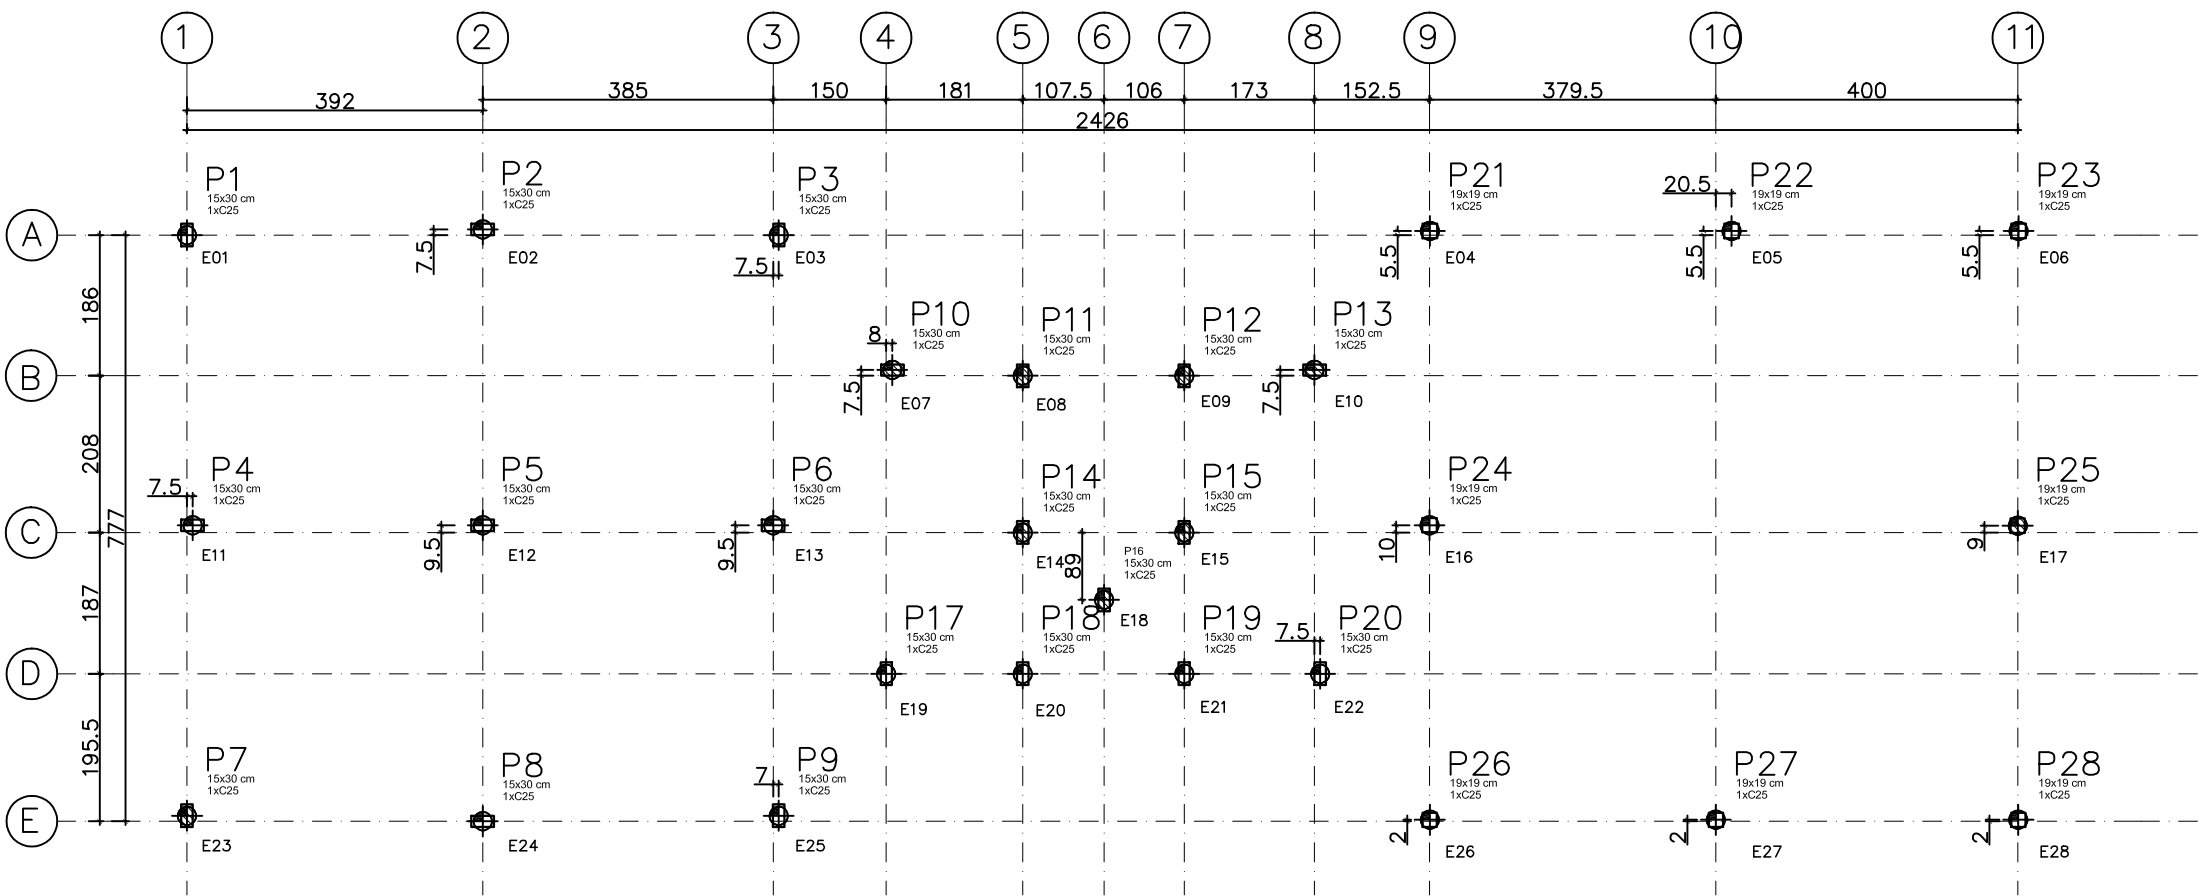 1 2 3 4 5 6 7 8 9 10 11
392 385 150 181 107.5 106 173 152.5 379.5 400
2426
A
P1
15x30 cm
1xC25
E01
P2
15x30 cm
1xC25
7.5
E02
P3
15x30 cm
1xC25
7.5
E03
P21
19x19 cm
1xC25
5.5
E04
20.5
P22
19x19 cm
1xC25
5.5
E05
P23
19x19 cm
1xC25
5.5
E06
186
B
8
P10
15x30 cm
1xC25
7.5
E07
P11
15x30 cm
1xC25
E08
P12
15x30 cm
1xC25
E09
P13
15x30 cm
1xC25
7.5
E10
208
777
C
7.5
P4
15x30 cm
1xC25
E11
P5
15x30 cm
1xC25
9.5
E12
P6
15x30 cm
1xC25
9.5
E13
P14
15x30 cm
1xC25
E14
P15
15x30 cm
1xC25
E15
P24
19x19 cm
1xC25
10
E16
P25
19x19 cm
1xC25
9
E17
89
P16
15x30 cm
1xC25
E18
187
D
P17
15x30 cm
1xC25
E19
P18
15x30 cm
1xC25
E20
P19
15x30 cm
1xC25
E21
7.5
P20
15x30 cm
1xC25
E22
195.5
E
P7
15x30 cm
1xC25
E23
P8
15x30 cm
1xC25
E24
7
P9
15x30 cm
1xC25
E25
P26
19x19 cm
1xC25
2
E26
P27
19x19 cm
1xC25
2
E27
P28
19x19 cm
1xC25
2
E28